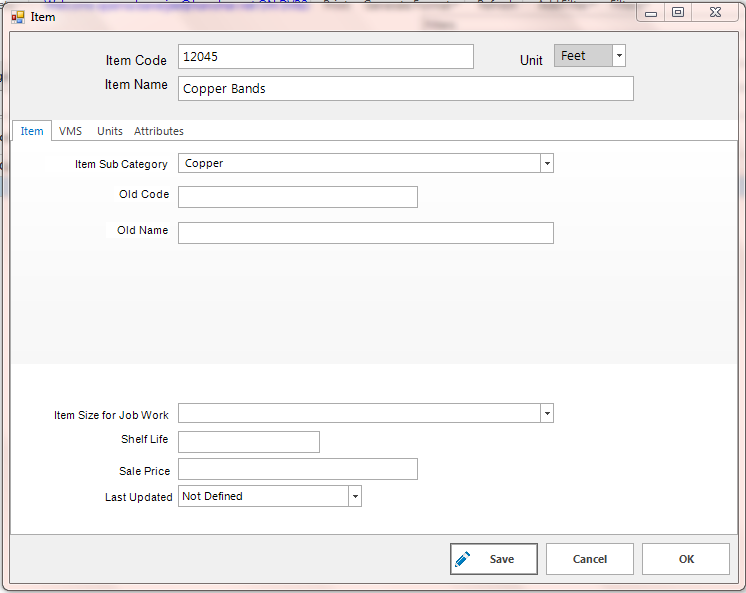 Item
Item Code 12045 Unit Feet
Item Name Copper Bands
Item VMS Units Attributes
Item Sub Category Copper
Old Code
Old Name
Item Size for Job Work
Shelf Life
Sale Price
Last Updated Not Defined
Save Cancel OK